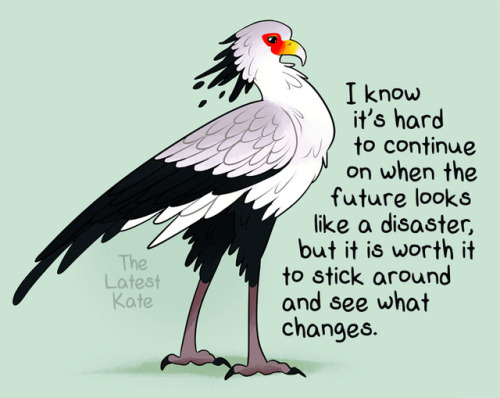 I know
it's hard
to continue
on when the
future looks
like a disaster,
but it is worth it
to stick around
and see what
changes.
The
Latest
Kate